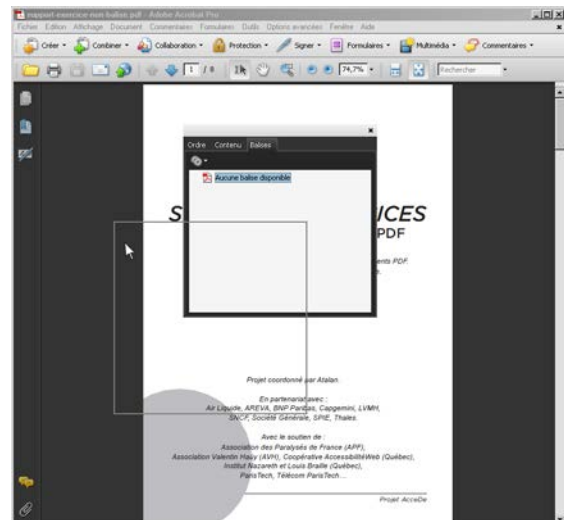 rapport-exercice-non-balise.pdf - Adobe Acrobat Pro
Fichier Edition Affichage Document Commentaires Formulaires Outils Options avancées Fenêtre Aide
Créer Combiner Collaboration Protection Signer Formulaires Multimédia Commentaires
1 / 8 74,7% Rechercher
Ordre Contenu Balises
Aucune balise disponible
S ICES
PDF
ents PDF.
Projet coordonné par Atalan.
En partenariat avec :
Air Liquide, AREVA, BNP Paribas, Capgemini, LVMH,
SNCF, Société Générale, SPIE, Thales.
Avec le soutien de :
Association des Paralysés de France (APF),
Association Valentin Haüy (AVH), Coopérative AccessibilitéWeb (Québec),
Institut Nazareth et Louis Braille (Québec),
ParisTech, Télécom ParisTech...
Projet AcceDe